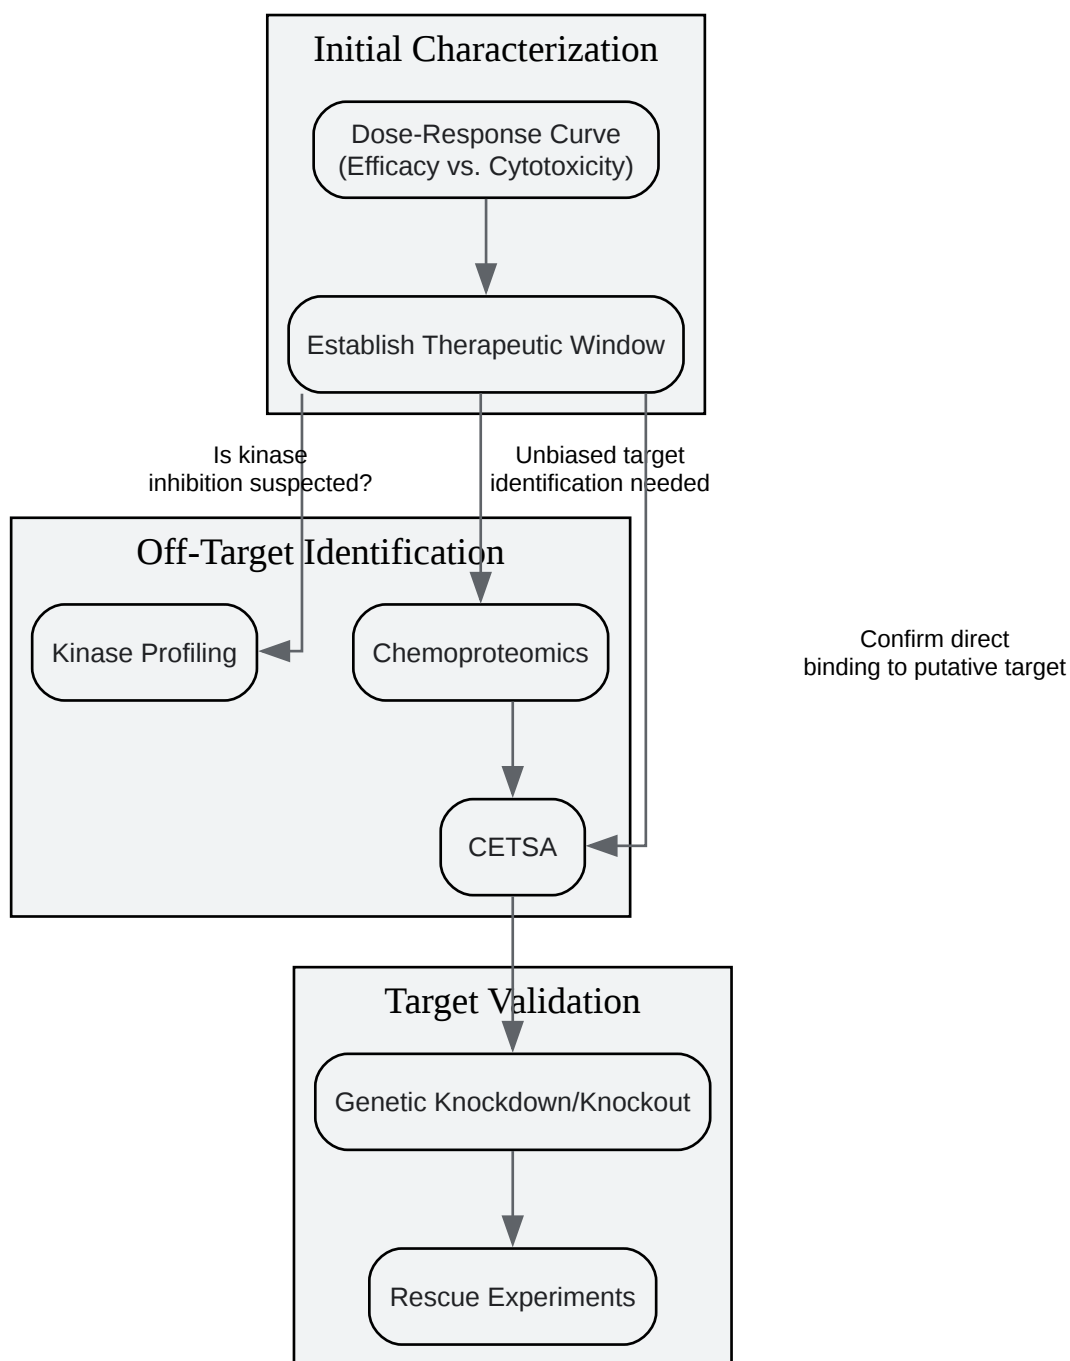 Initial Characterization
Dose-Response Curve
(Efficacy vs. Cytotoxicity)
Establish Therapeutic Window
Is kinase
inhibition suspected?
Unbiased target
identification needed
Off-Target Identification
Kinase Profiling
Chemoproteomics
Confirm direct
binding to putative target
CETSA
Target Validation
Genetic Knockdown/Knockout
Rescue Experiments